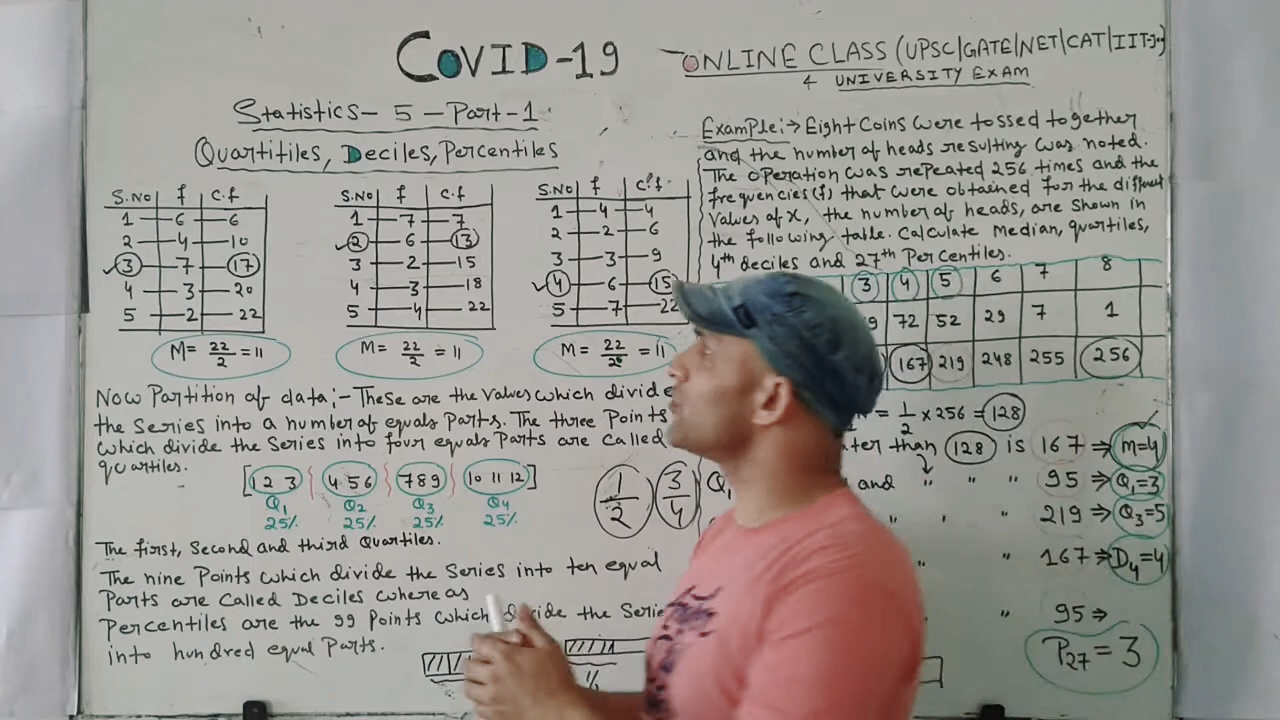 COVID-19
ONLINE CLASS (UPSC/GATE/NET/CAT/IIT-J
& UNIVERSITY EXAM
Statistics - 5 - Part-1
Quartifiles, Deciles, Percentiles
S.NO f C.f
1 6 6
2 4 10
3 7 17
4 3 20
5 2 22
M = 22/2 = 11
S.NO f C.f
1 7 7
2 6 13
3 2 15
4 3 18
5 4 22
M = 22/2 = 11
S.NO f C.f.
1 4 4
2 2 6
3 3 9
4 6 15
5 7 22
M = 22/2 = 11
Now Partition of data;- These are the values which divide
the Series into a number of equals Parts. The three Points
which divide the Series into four equals Parts are called
quartiles.
[1 2 3 4 5 6 7 8 9 10 11 12]
Q1 Q2 Q3 Q4
25% 25% 25% 25%
1/2 3/4
The first, Second and third Quartiles.
The nine Points which divide the Series into ten equal
Parts are Called Deciles where as
Percentiles are the 99 Points which divide the Serie
into hundred equal Parts.
Example:→ Eight Coins were tossed together
and the number of heads resulting was noted.
The operation was repeated 256 times and the
frequencies (f) that were obtained for the different
Values of x, the number of heads, are shown in
the following table. Calculate Median, quartiles,
4th deciles and 27th Percentiles.
3 4 5 6 7 8
9 72 52 29 7 1
167 219 248 255 256
= 1/2 x 256 = 128
ter than 128 is 167 ⇒ M=4
Q1 and " " " 95 ⇒ Q1=3
" " " 219 ⇒ Q3=5
" " 167 ⇒ D4=4
" " 95 ⇒
P27 = 3